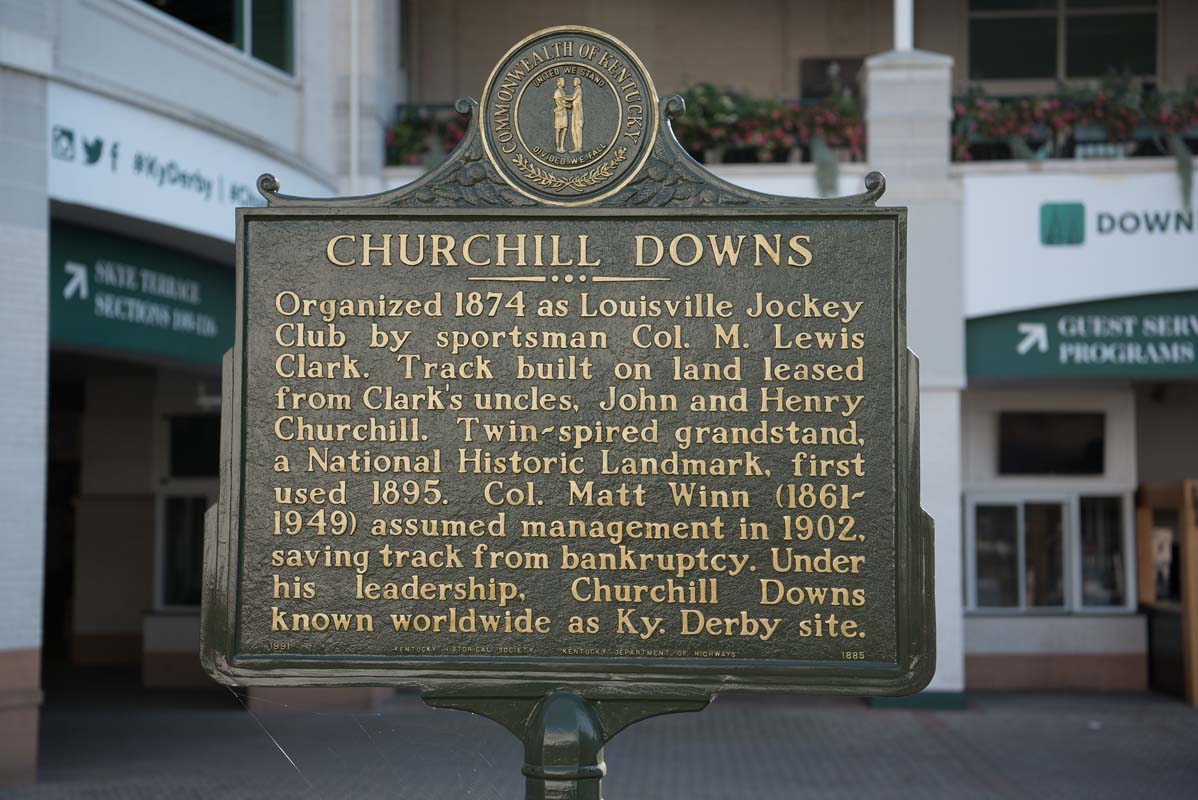 COMMONWEALTH OF KENTUCKY
UNITED WE STAND
DIVIDED WE FALL
#KyDerby |
SKYE TERRACE
SECTIONS 100-116
DOWN
GUEST SERV
PROGRAMS
CHURCHILL DOWNS
Organized 1874 as Louisville Jockey
Club by sportsman Col. M. Lewis
Clark. Track built on land leased
from Clark's uncles, John and Henry
Churchill. Twin-spired grandstand,
a National Historic Landmark, first
used 1895. Col. Matt Winn (1861-
1949) assumed management in 1902,
saving track from bankruptcy. Under
his leadership, Churchill Downs
known worldwide as Ky. Derby site.
1991 KENTUCKY HISTORICAL SOCIETY KENTUCKY DEPARTMENT OF HIGHWAYS 1885